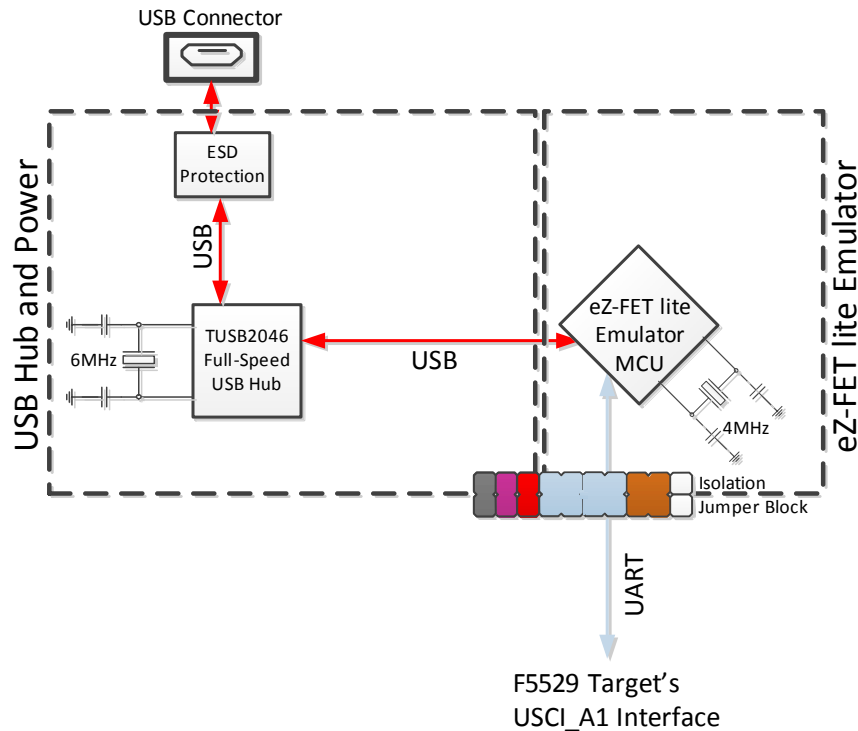 USB Connector
USB Hub and Power
ESD
Protection
USB
6MHz
TUSB2046
Full-Speed
USB Hub
USB
eZ-FET lite
Emulator
MCU
4MHz
eZ-FET lite Emulator
Isolation
Jumper Block
UART
F5529 Target's
USCI_A1 Interface